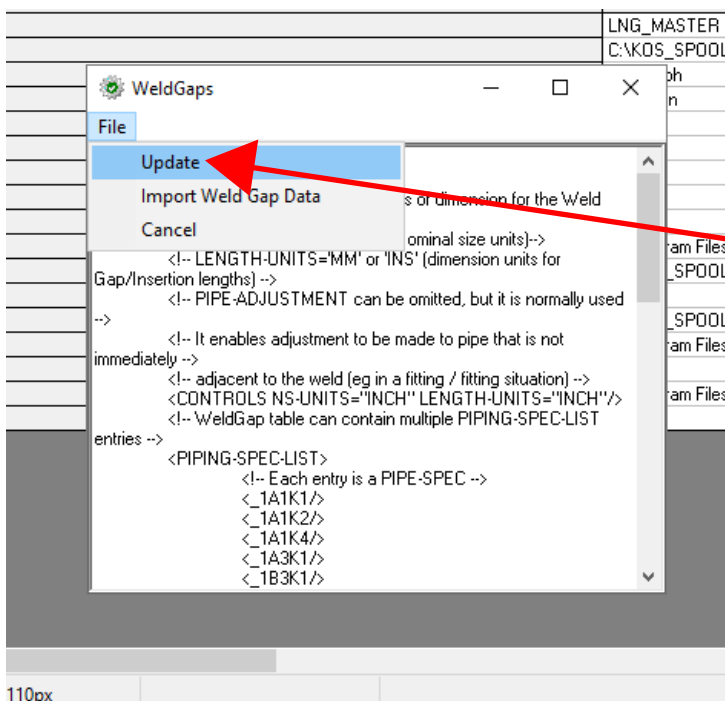 LNG_MASTER
C:\KOS_SPOOL
ph
n
WeldGaps
File
Update
Import Weld Gap Data
s or dimension for the Weld
Cancel
ominal size units)-->
<!-- LENGTH-UNITS='MM' or 'INS' (dimension units for
Gap/Insertion lengths) -->
<!-- PIPE-ADJUSTMENT can be omitted, but it is normally used
-->
<!-- It enables adjustment to be made to pipe that is not
immediately -->
<!-- adjacent to the weld (eg in a fitting / fitting situation) -->
<CONTROLS NS-UNITS="INCH" LENGTH-UNITS="INCH"/>
<!-- WeldGap table can contain multiple PIPING-SPEC-LIST
entries -->
<PIPING-SPEC-LIST>
<!-- Each entry is a PIPE-SPEC -->
<_1A1K1/>
<_1A1K2/>
<_1A1K4/>
<_1A3K1/>
<_1B3K1/>
ram Files
_SPOOL
_SPOOL
ram Files
ram Files
110px